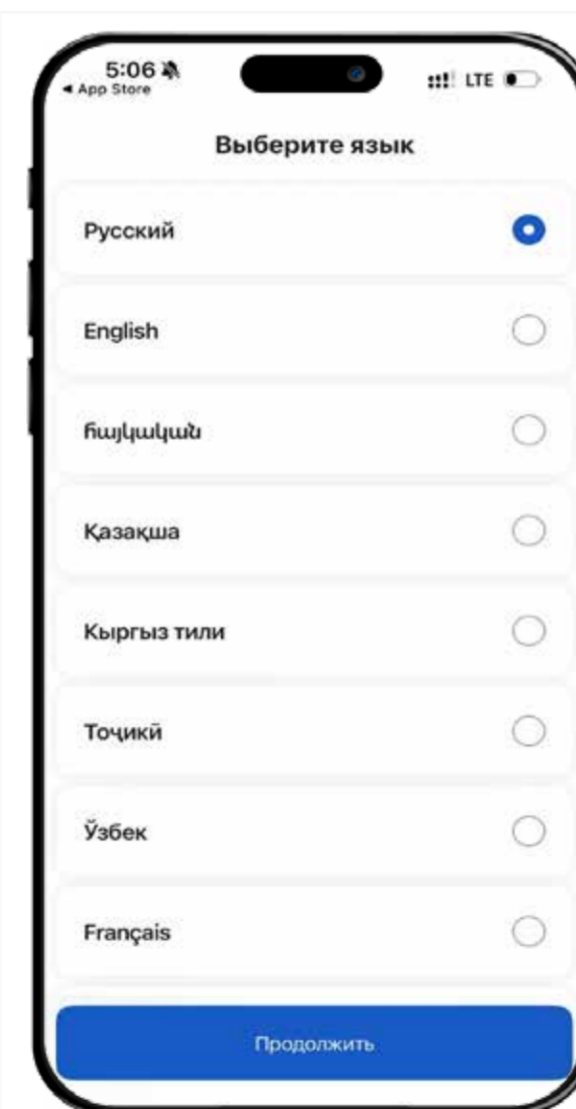 5:06
◄ App Store
LTE
Выберите язык
Русский
English
հայկական
Қазақша
Кыргыз тили
Тоҷикӣ
Ўзбек
Français
Продолжить